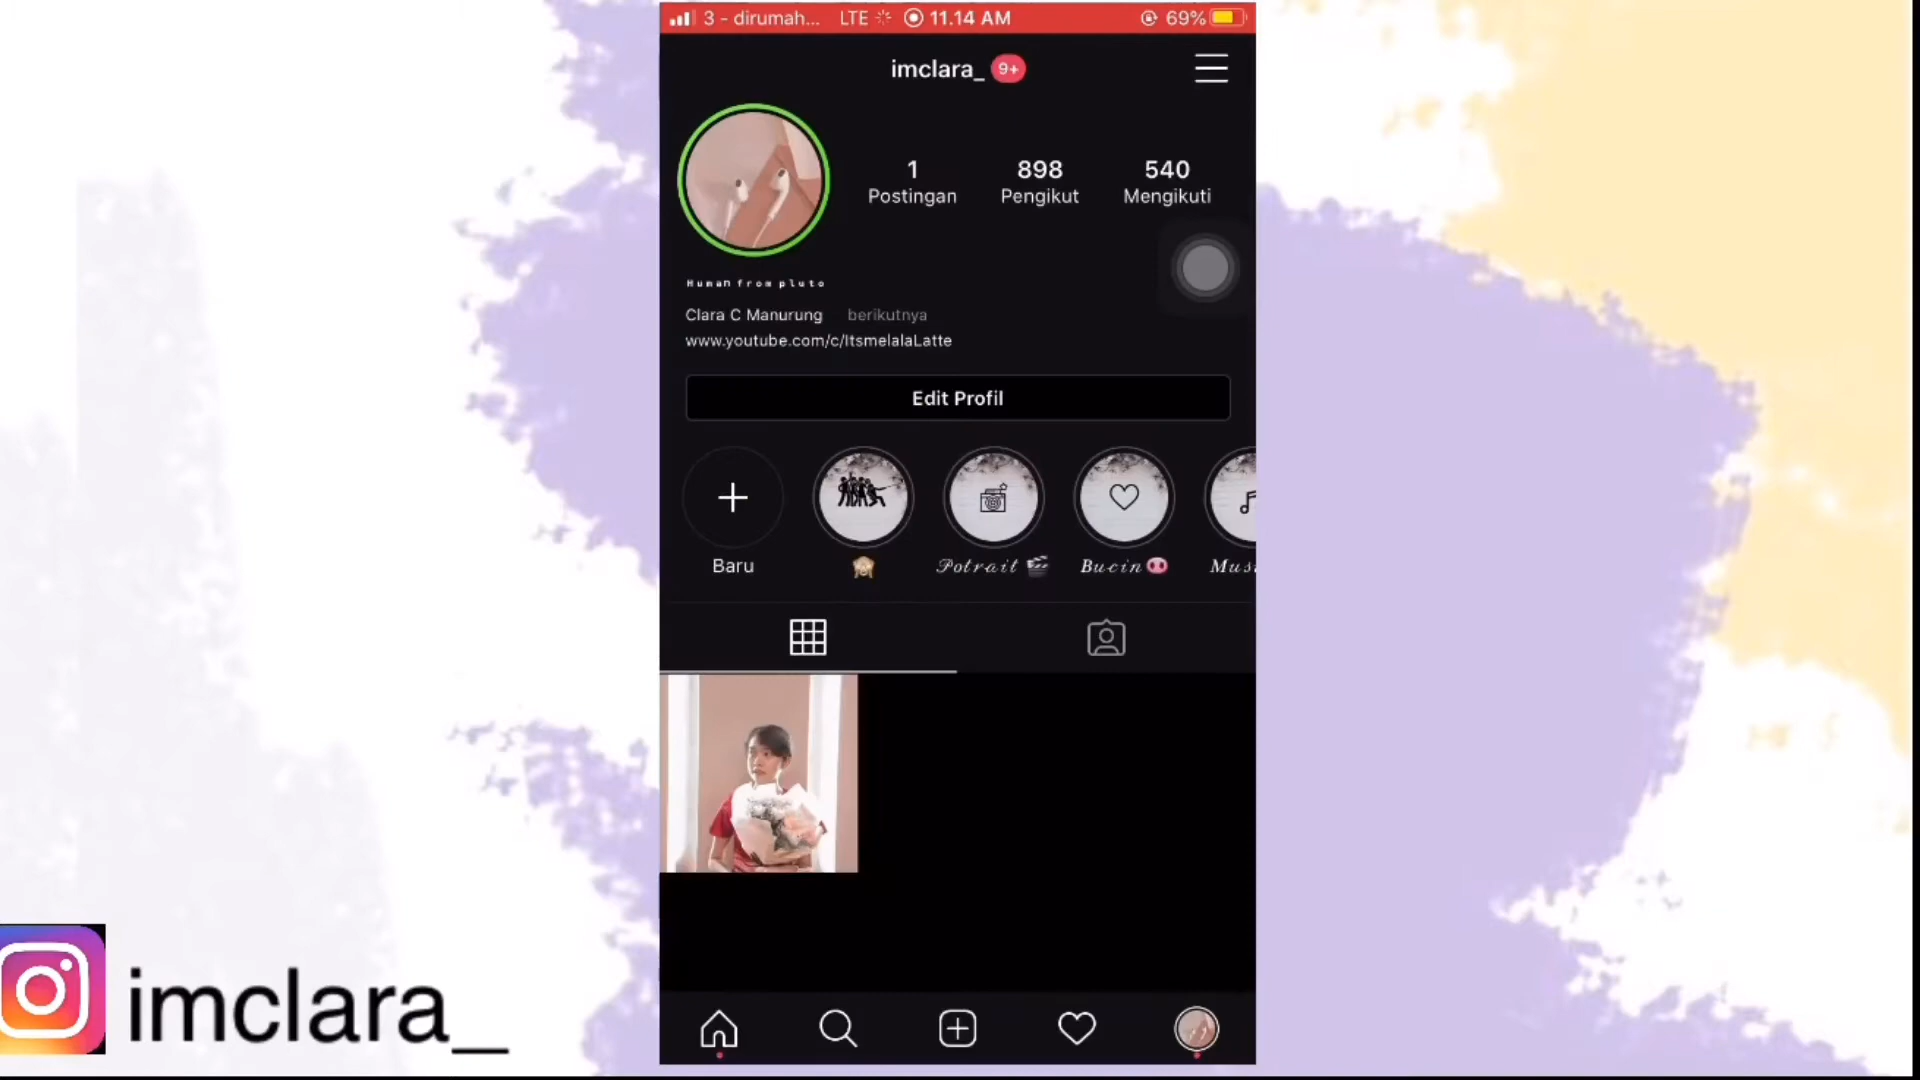 3 - dirumah... LTE 11.14 AM 69%
imclara_ 9+
1 898 540
Postingan Pengikut Mengikuti
Human from pluto
Clara C Manurung berikutnya
www.youtube.com/c/ItsmelalaLatte
Edit Profil
Baru 𝒫𝑜𝓉𝓇𝒶𝒾𝓉 𝐵𝓊𝒸𝒾𝓃 𝑀𝓊𝓈
imclara_